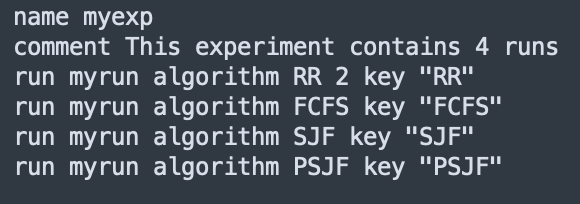 name myexp
comment This experiment contains 4 runs
run myrun algorithm RR 2 key "RR"
run myrun algorithm FCFS key "FCFS"
run myrun algorithm SJF key "SJF"
run myrun algorithm PSJF key "PSJF"